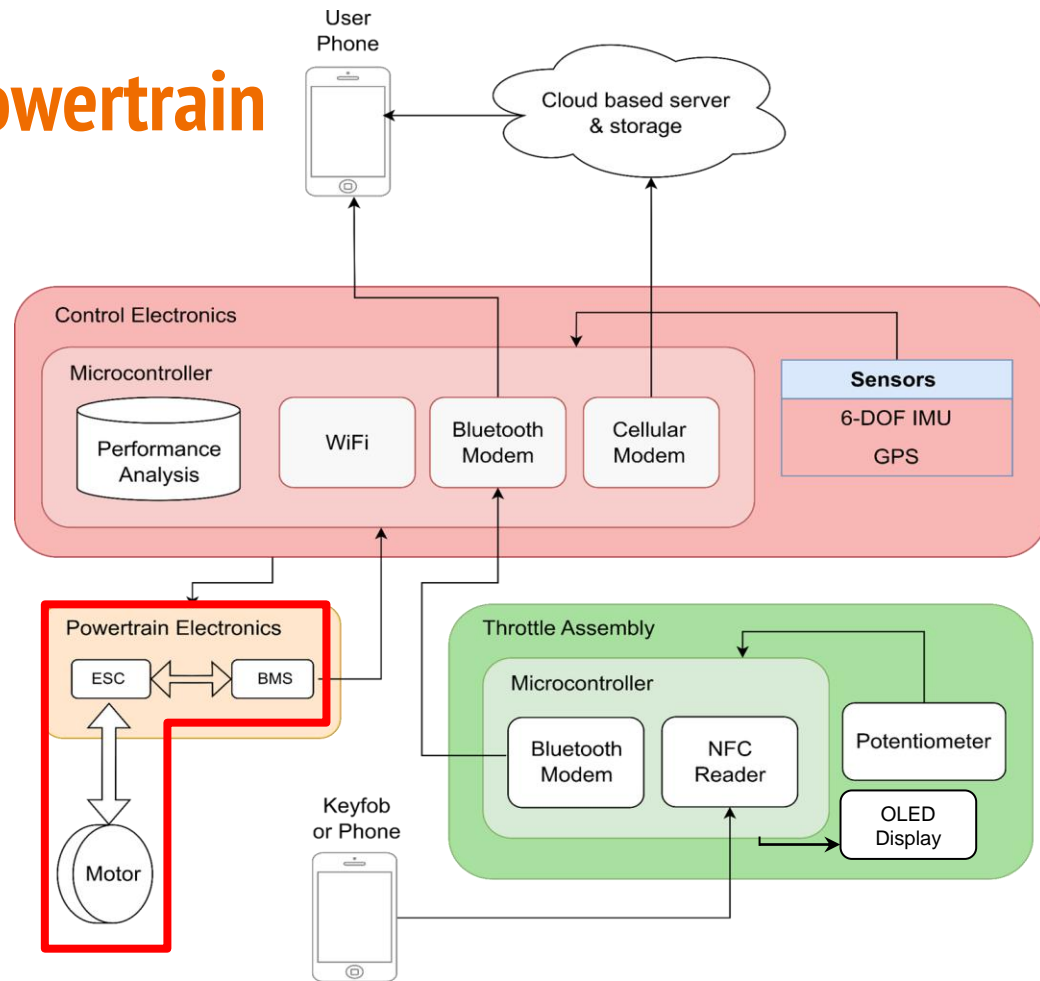 User
Phone
owertrain
Cloud based server
& storage
Control Electronics
Microcontroller
Performance
Analysis
WiFi
Bluetooth
Modem
Cellular
Modem
Sensors
6-DOF IMU
GPS
Powertrain Electronics
ESC
BMS
Motor
Throttle Assembly
Microcontroller
Bluetooth
Modem
NFC
Reader
Potentiometer
OLED
Display
Keyfob
or Phone